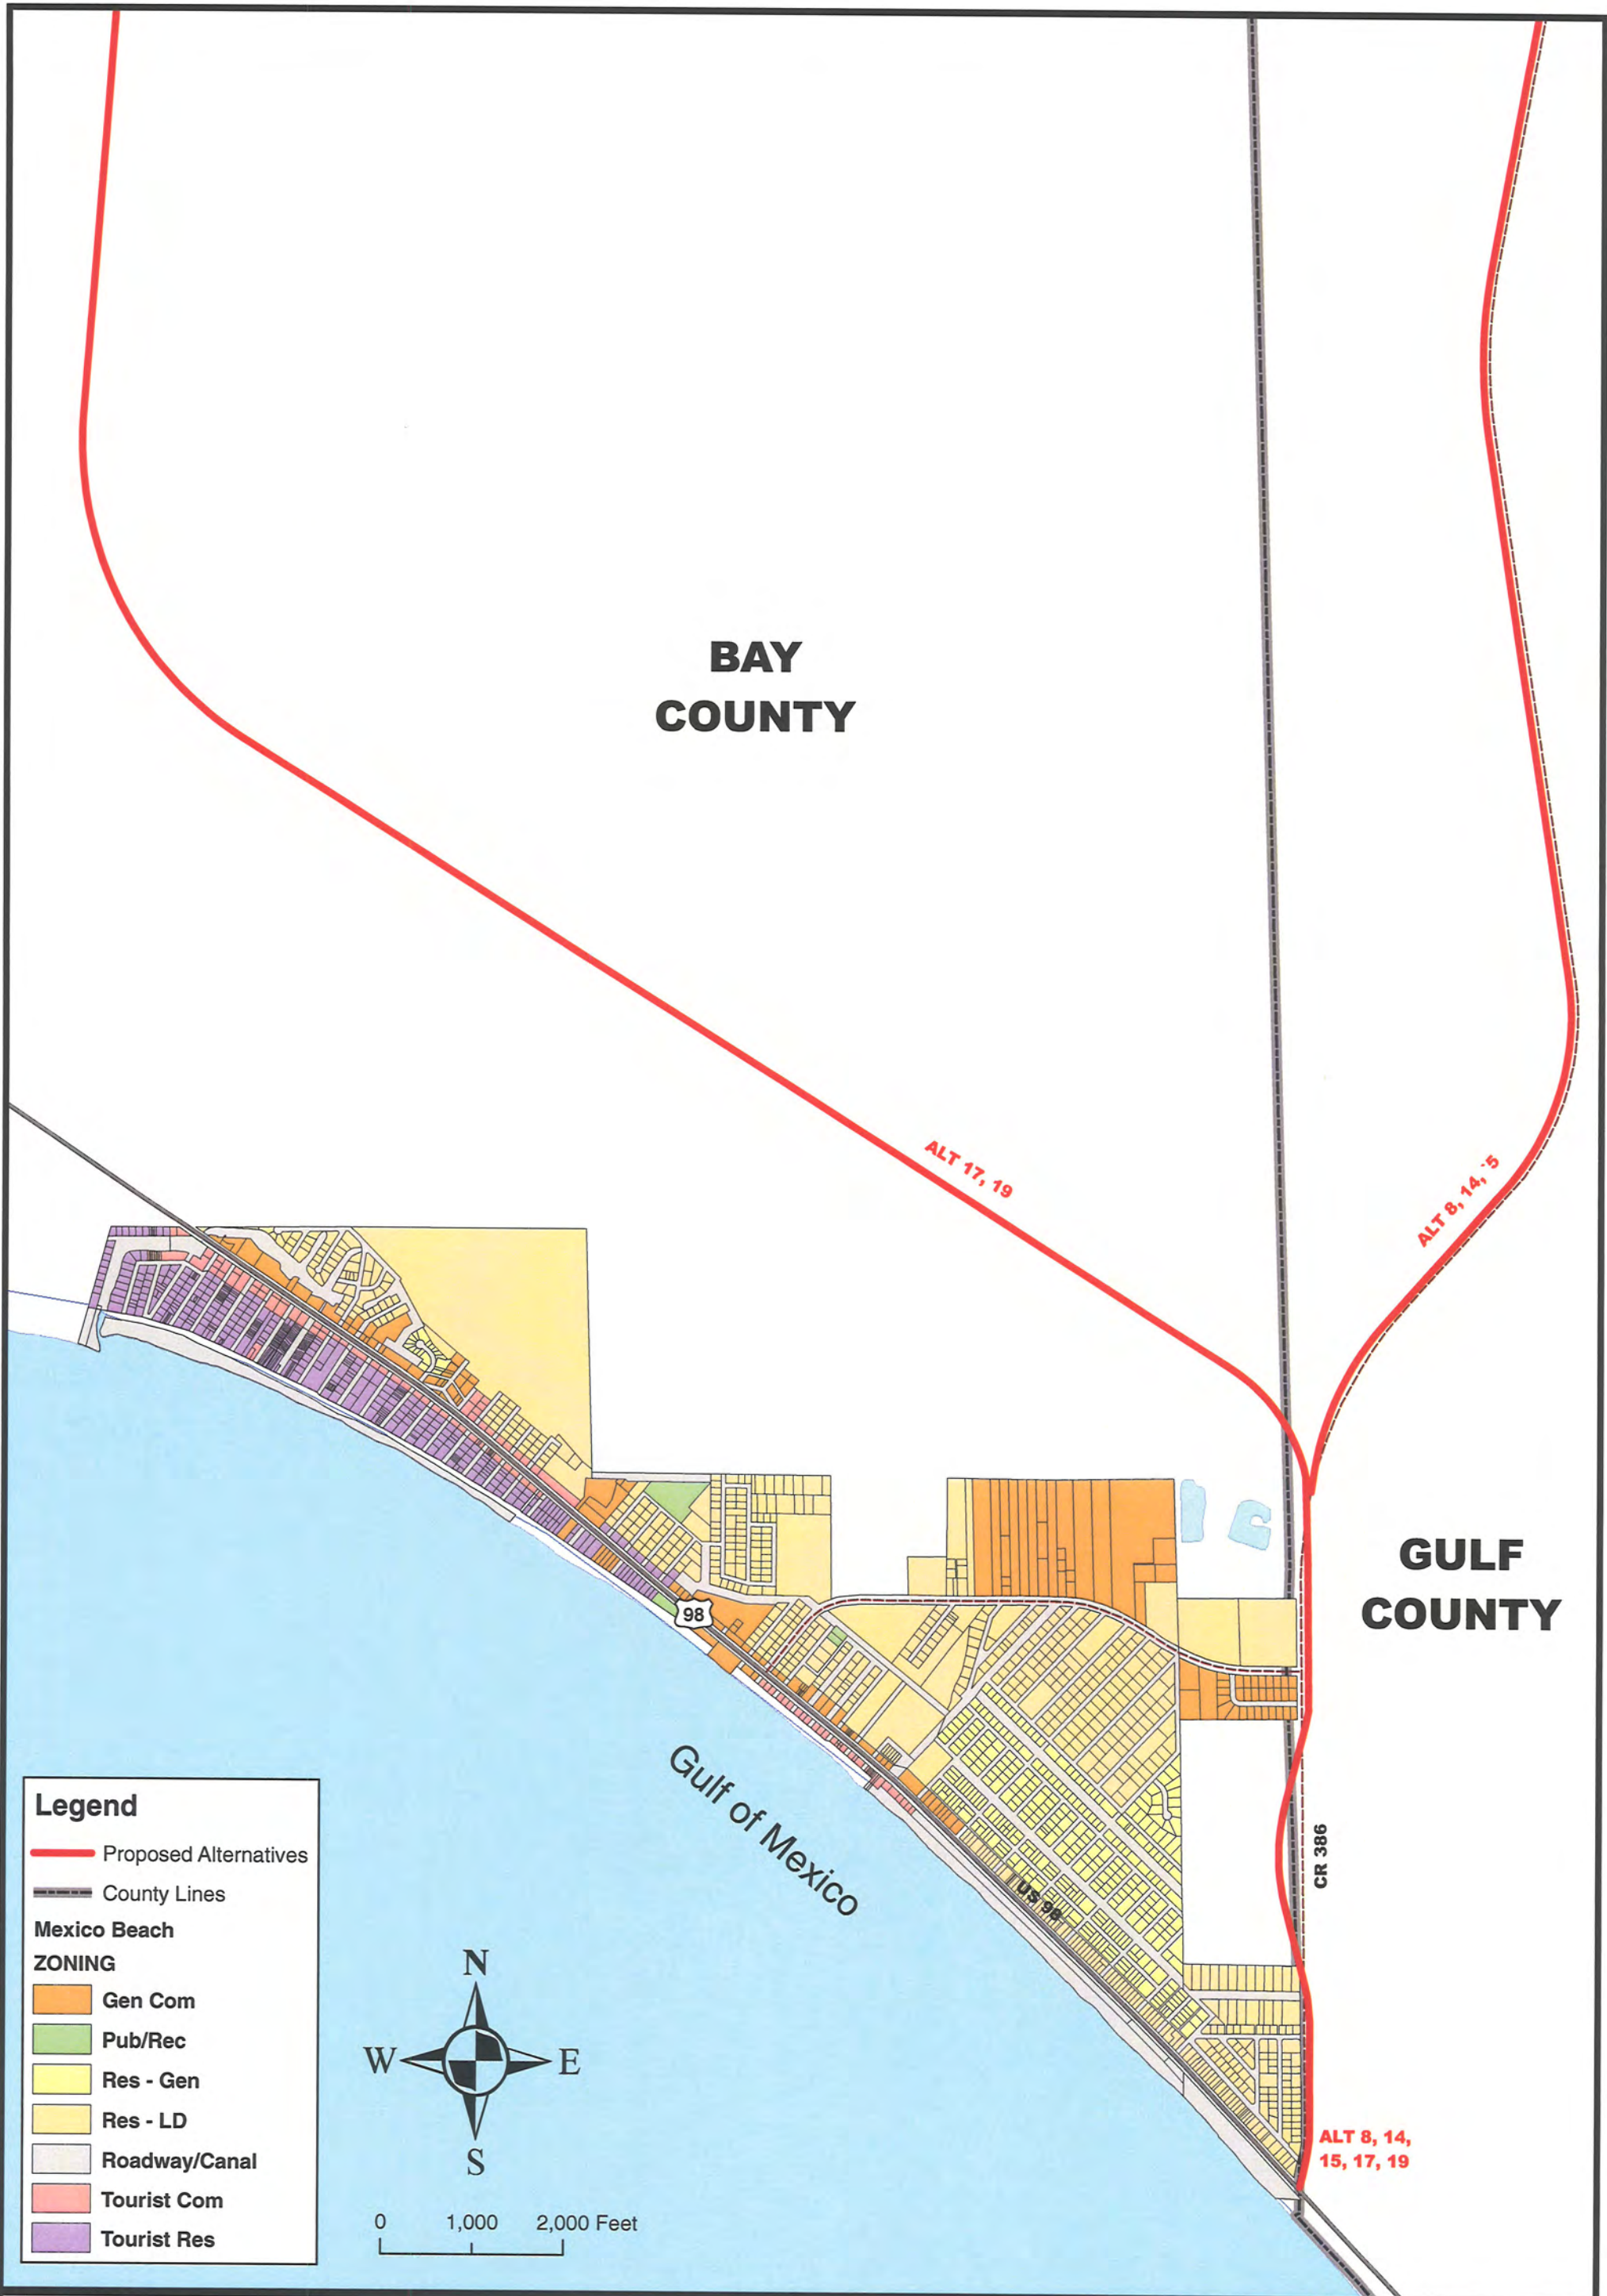 BAY
COUNTY
ALT 17, 19
ALT 8, 14, `5
GULF
COUNTY
98
Gulf of Mexico
US 98
CR 386
ALT 8, 14,
15, 17, 19
Legend
Proposed Alternatives
County Lines
Mexico Beach
ZONING
Gen Com
Pub/Rec
Res - Gen
Res - LD
Roadway/Canal
Tourist Com
Tourist Res
N
W
E
S
0 1,000 2,000 Feet